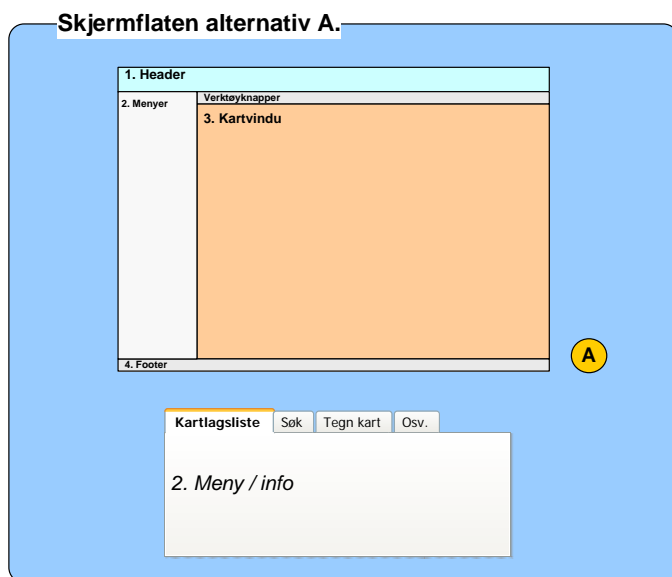 Skjermflaten alternativ A.
1. Header
2. Menyer
Verktøyknapper
3. Kartvindu
4. Footer
A
Kartlagsliste Søk Tegn kart Osv.
2. Meny / info